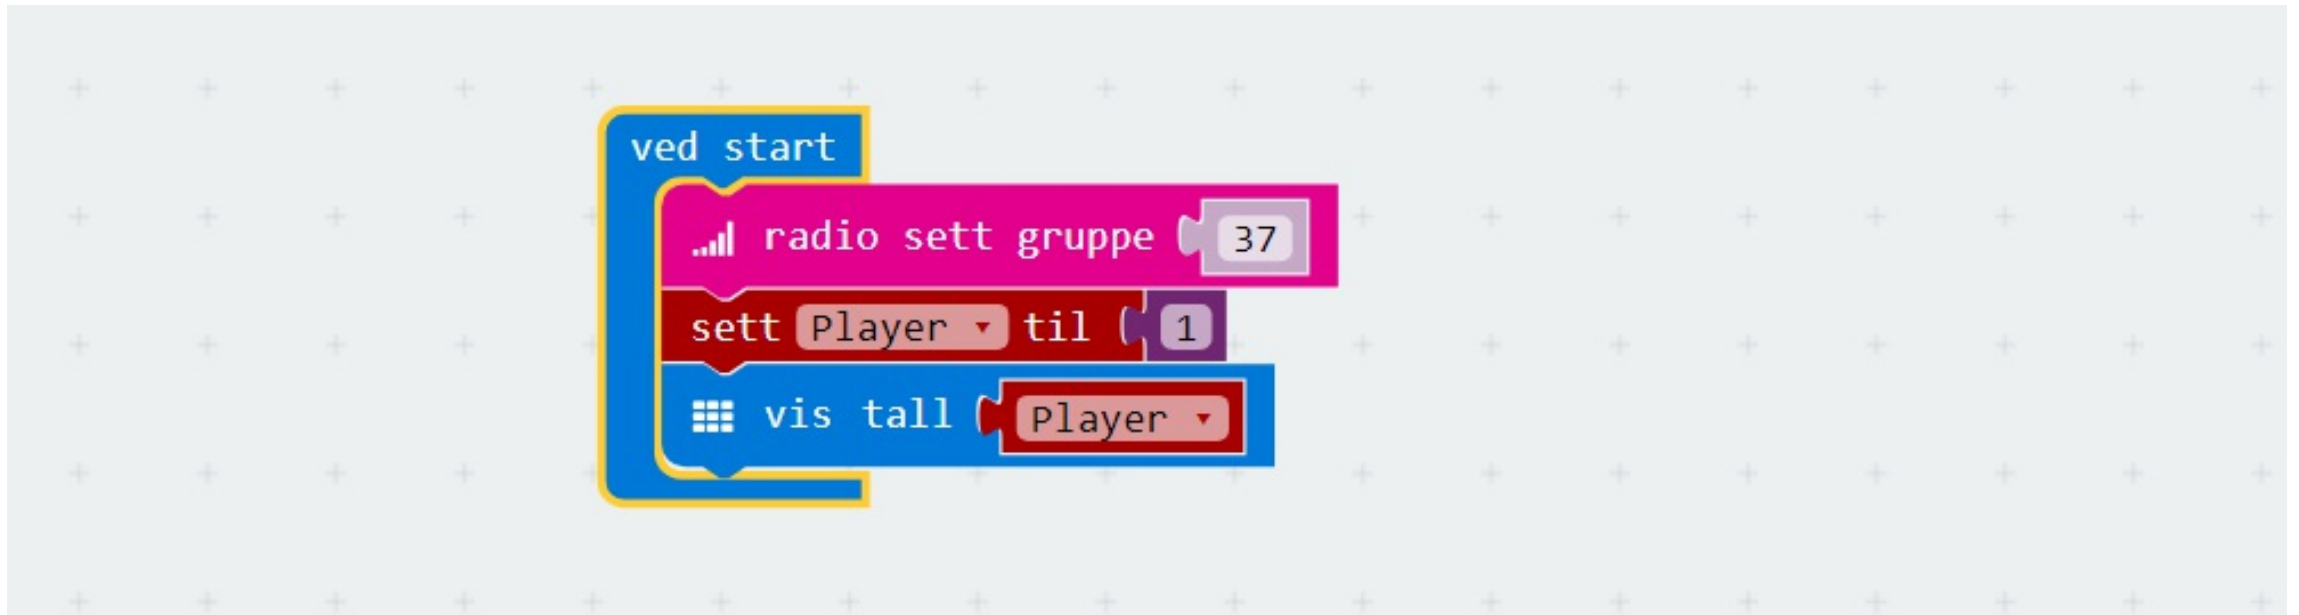 ved start
radio sett gruppe 37
sett Player til 1
vis tall Player